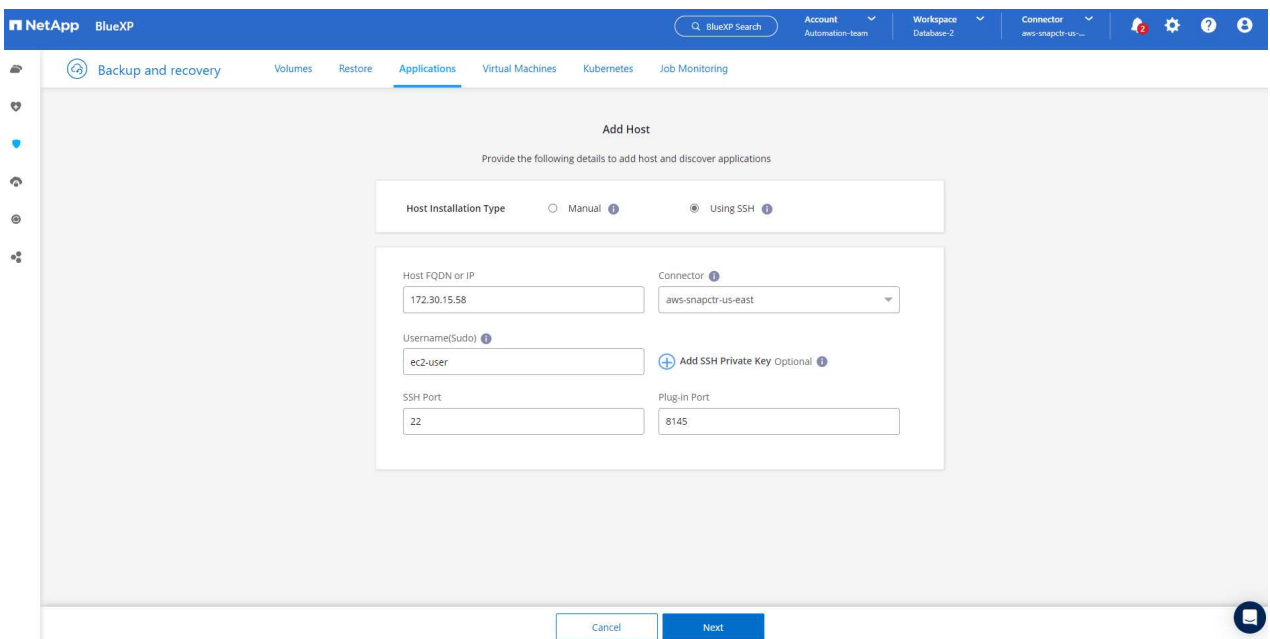 NetApp BlueXP BlueXP Search Account Workspace Connector 2
Automation-team Database-2 aws-snapctr-us-...
Backup and recovery Volumes Restore Applications Virtual Machines Kubernetes Job Monitoring
Add Host
Provide the following details to add host and discover applications
Host Installation Type Manual Using SSH
Host FQDN or IP Connector
172.30.15.58 aws-snapctr-us-east
Username(Sudo)
ec2-user Add SSH Private Key Optional
SSH Port Plug-in Port
22 8145
Cancel Next